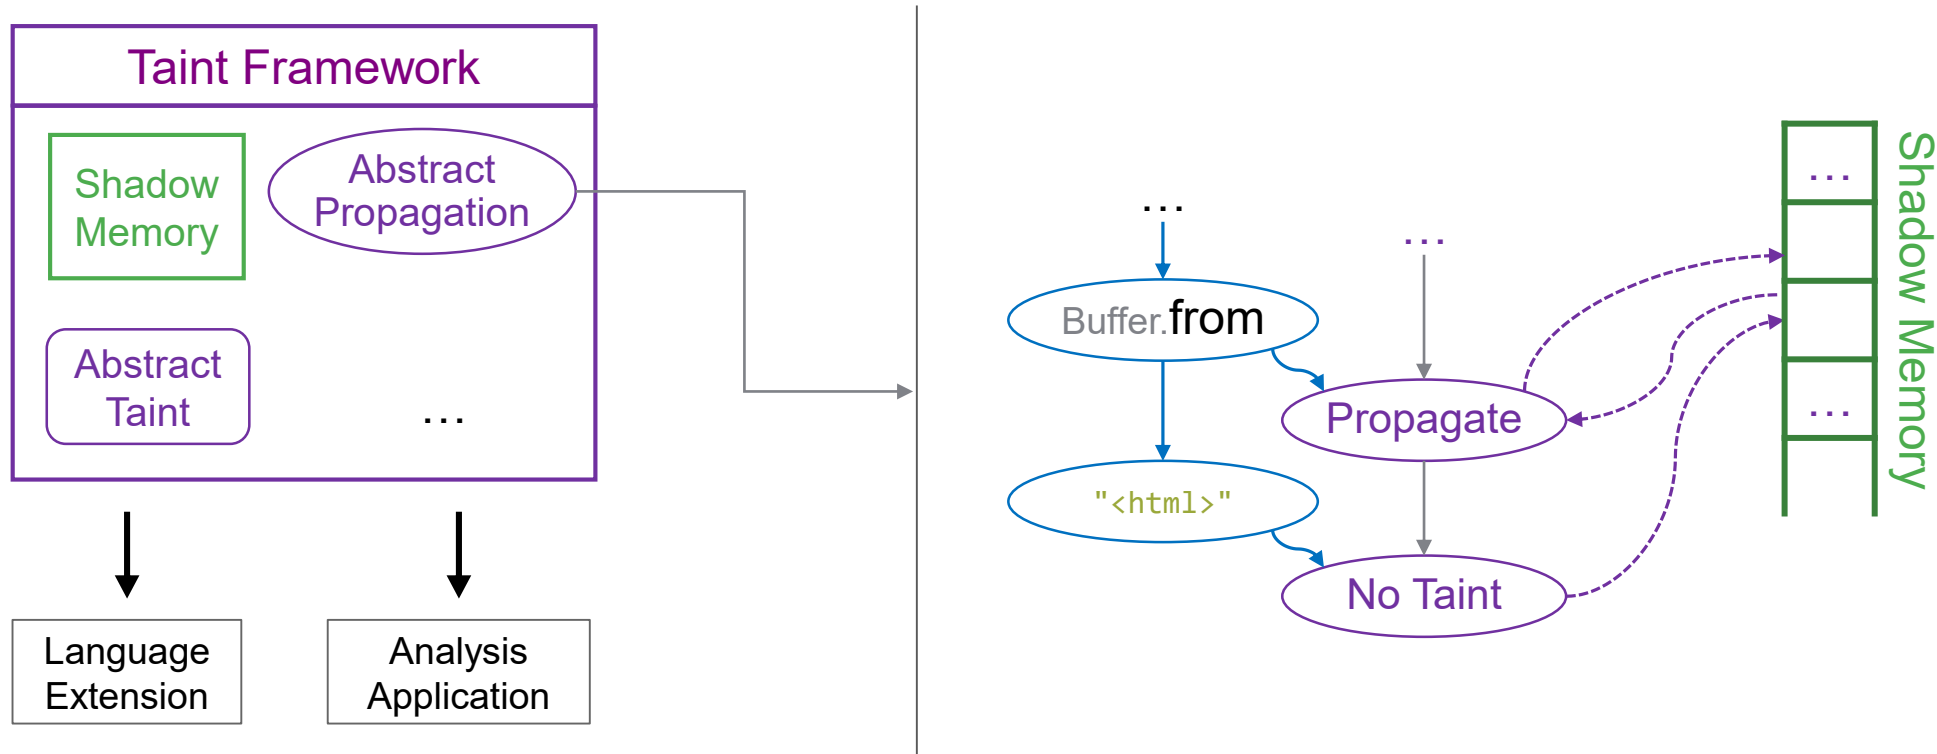 Taint Framework
Shadow
Memory
Abstract
Propagation
Abstract
Taint
...
Language
Extension
Analysis
Application
...
Buffer.from
"<html>"
...
Propagate
No Taint
...
...
Shadow Memory